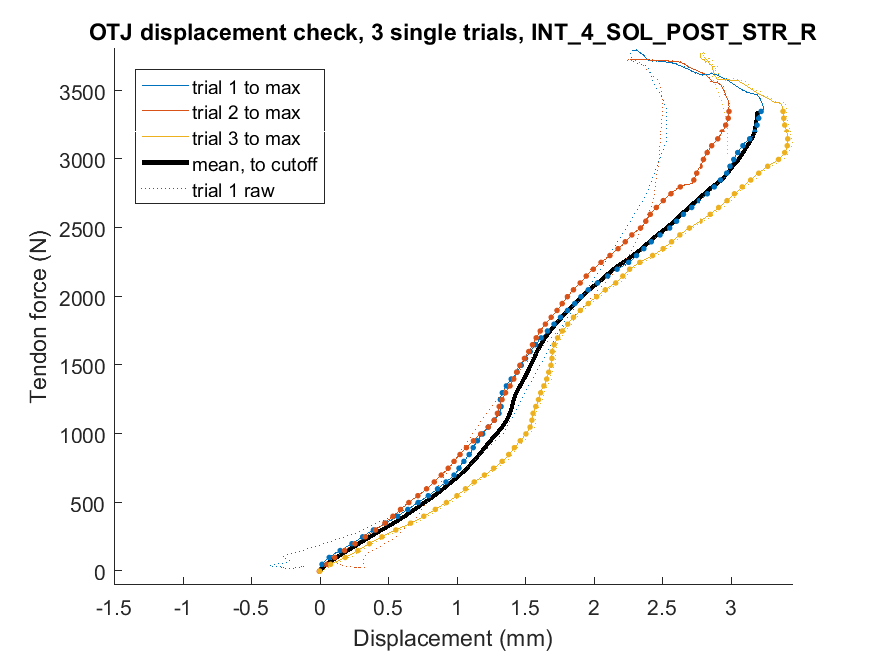 OTJ displacement check, 3 single trials, INT_4_SOL_POST_STR_R
trial 1 to max
trial 2 to max
trial 3 to max
mean, to cutoff
trial 1 raw
Tendon force (N)
3500
3000
2500
2000
1500
1000
500
0
-1.5 -1 -0.5 0 0.5 1 1.5 2 2.5 3
Displacement (mm)